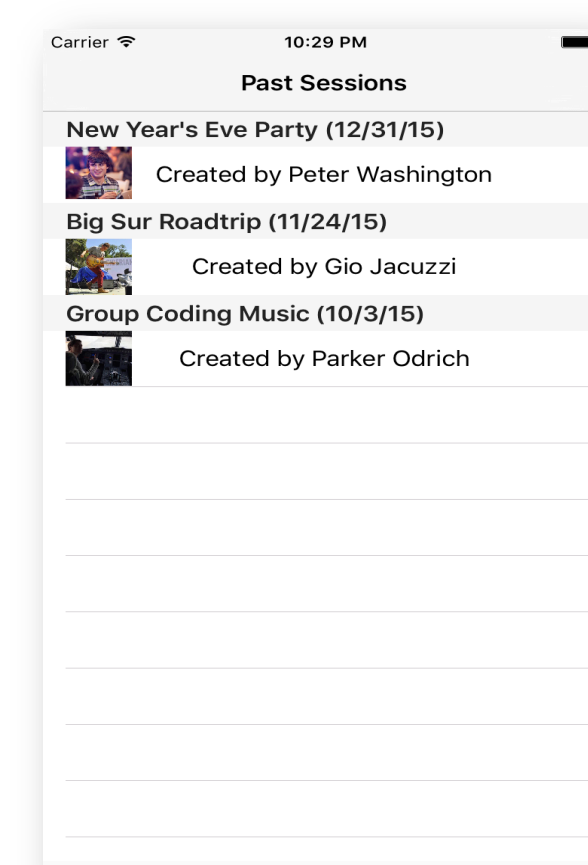 Carrier
10:29 PM
Past Sessions
New Year's Eve Party (12/31/15)
Created by Peter Washington
Big Sur Roadtrip (11/24/15)
Created by Gio Jacuzzi
Group Coding Music (10/3/15)
Created by Parker Odrich